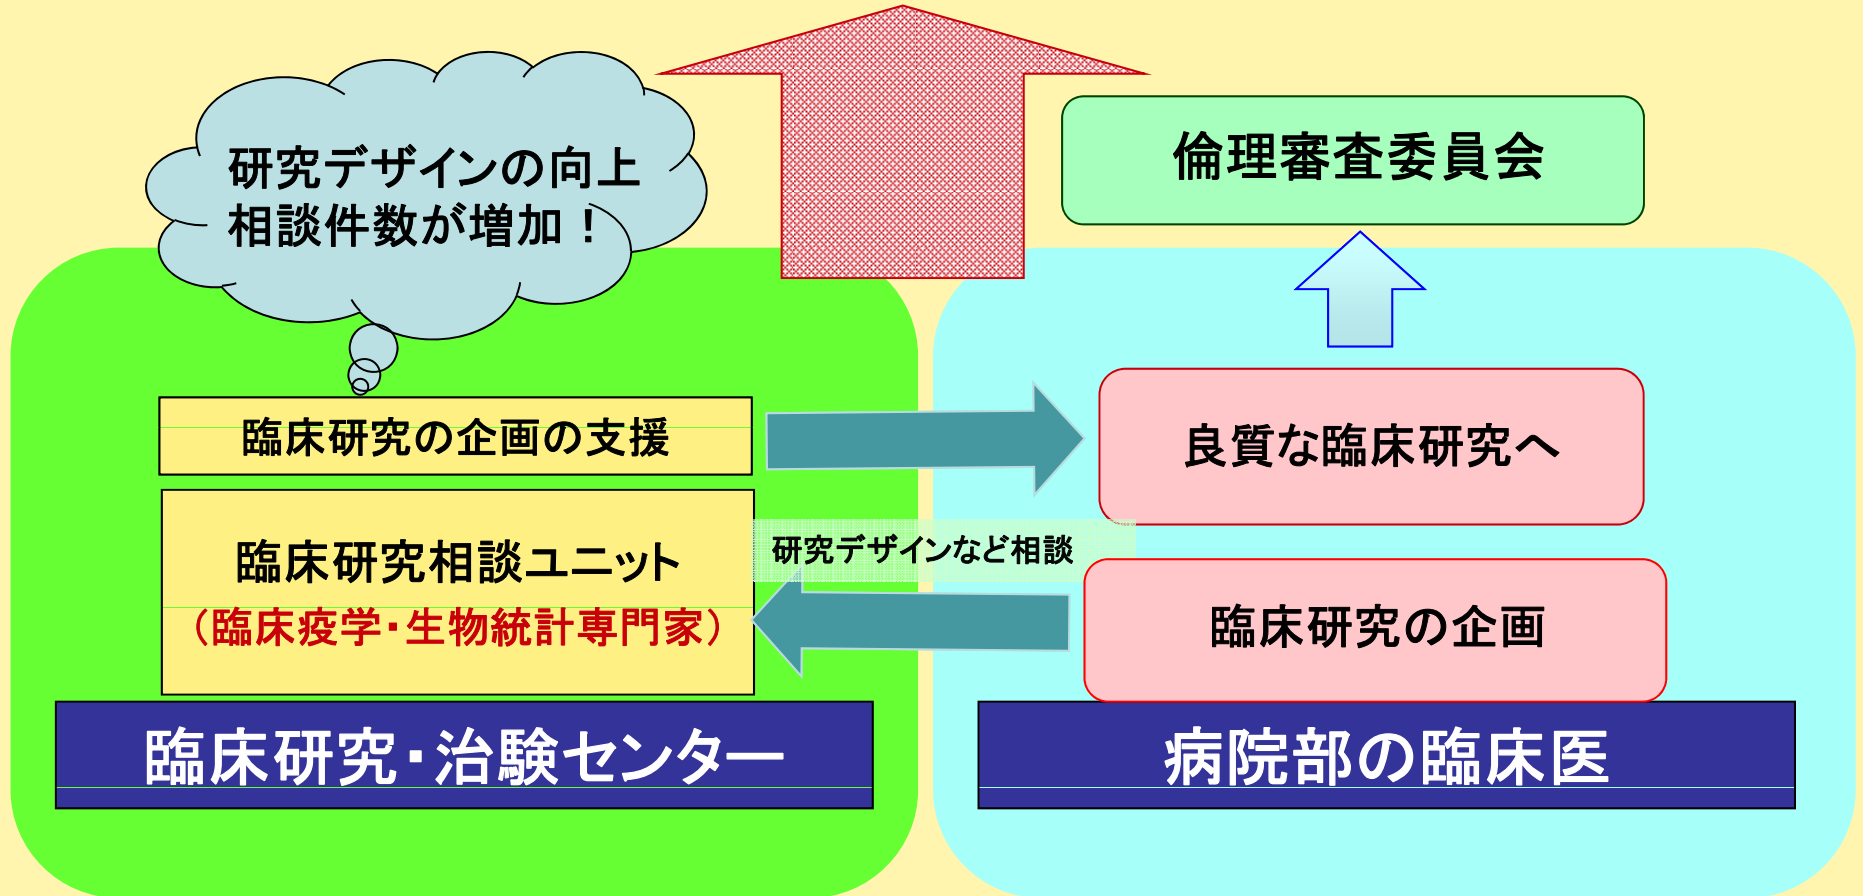 研究デザインの向上
相談件数が増加！
倫理審査委員会
臨床研究の企画の支援
良質な臨床研究へ
臨床研究相談ユニット
（臨床疫学・生物統計専門家）
研究デザインなど相談
臨床研究の企画
臨床研究・治験センター
病院部の臨床医